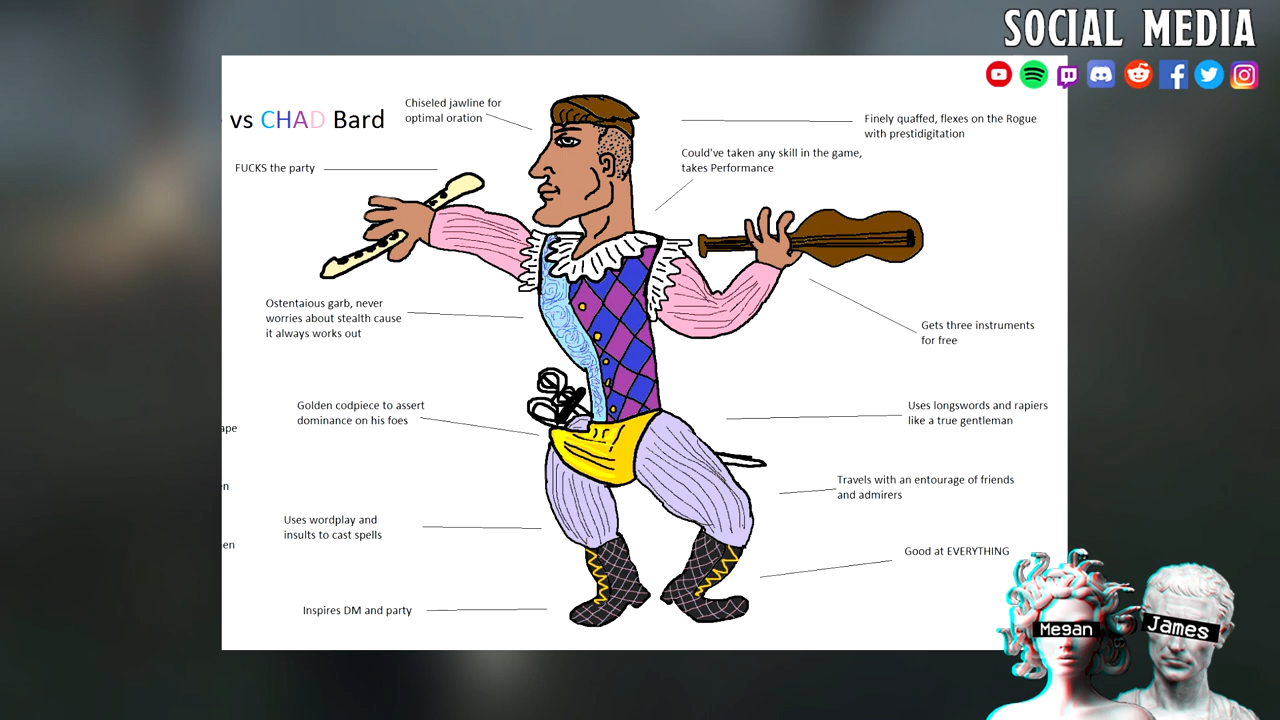 SOCIAL MEDIA
vs CHAD Bard
Chiseled jawline for
optimal oration
Finely quaffed, flexes on the Rogue
with prestidigitation
Could've taken any skill in the game,
takes Performance
FUCKS the party
Ostentaious garb, never
worries about stealth cause
it always works out
Gets three instruments
for free
Golden codpiece to assert
dominance on his foes
Uses longswords and rapiers
like a true gentleman
ape
en
Travels with an entourage of friends
and admirers
Uses wordplay and
insults to cast spells
en
Good at EVERYTHING
Inspires DM and party
Megan
James